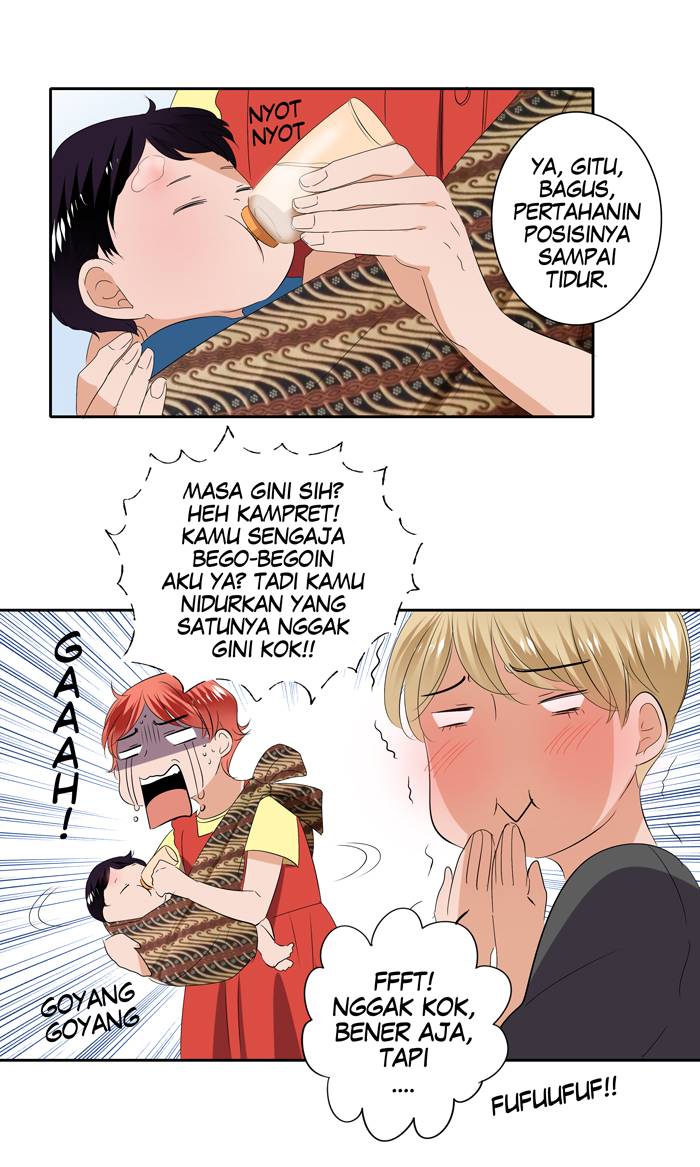 NYOT
NYOT
YA, GITU,
BAGUS,
PERTAHANIN
POSISINYA
SAMPAI
TIDUR.
MASA GINI SIH?
HEH KAMPRET!
KAMU SENGAJA
BEGO-BEGOIN
AKU YA? TADI KAMU
NIDURKAN YANG
SATUNYA NGGAK
GINI KOK!!
GAAAH!
GOYANG
GOYANG
FFFT!
NGGAK KOK,
BENER AJA,
TAPI
....
FUFUUFUF!!